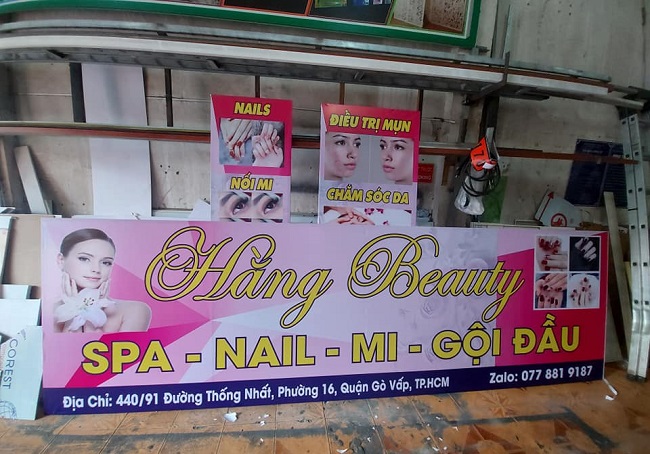 NAILS
NỐI MI
ĐIỀU TRỊ MỤN
CHĂM SÓC DA
Hằng Beauty
SPA - NAIL - MI - GỘI ĐẦU
Địa Chỉ: 440/91 Đường Thống Nhất, Phường 16, Quận Gò Vấp, TP.HCM
Zalo: 077 881 9187
COREST